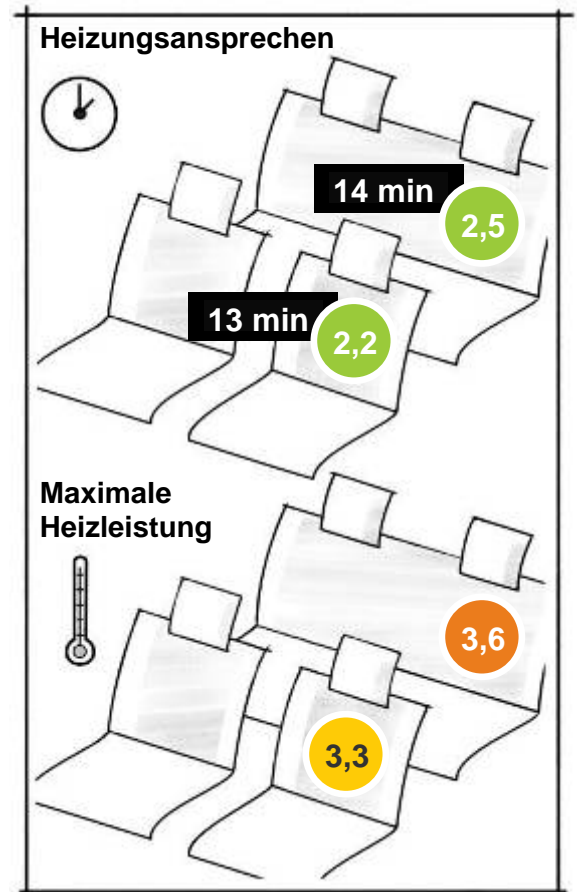 Heizungsansprechen
14 min
2,5
13 min
2,2
Maximale
Heizleistung
3,6
3,3